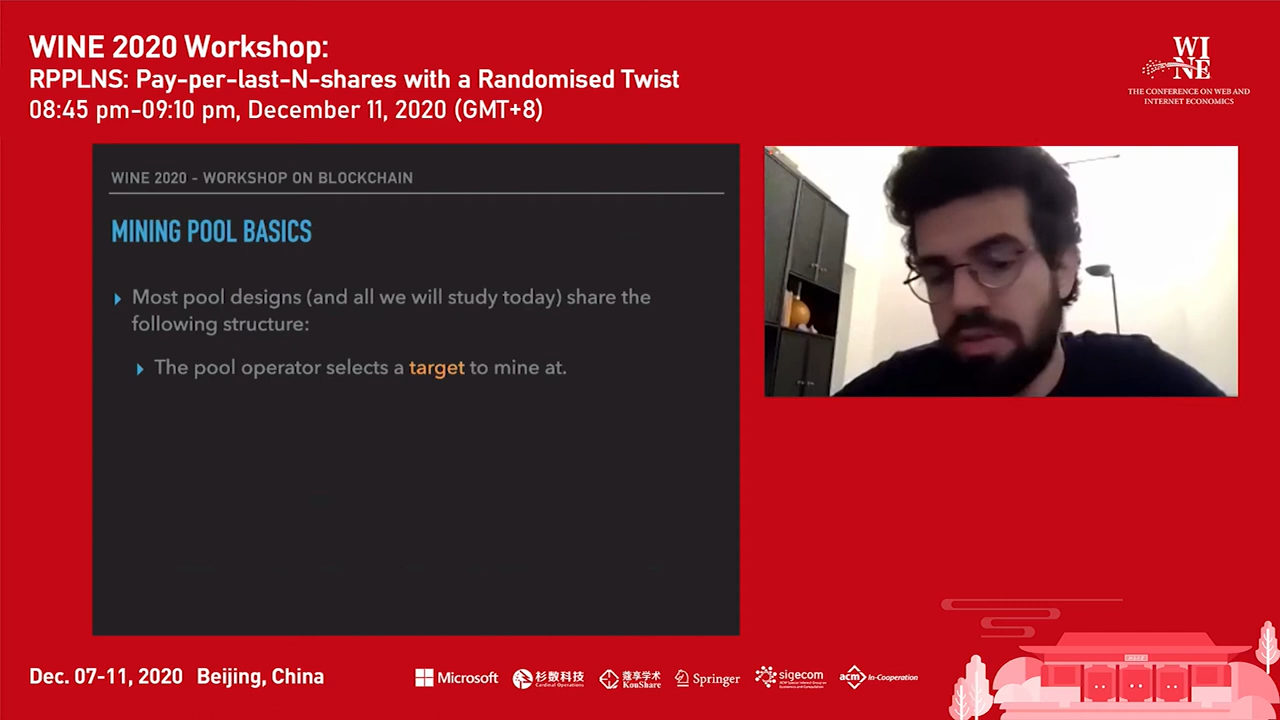 WINE 2020 Workshop:
RPPLNS: Pay-per-last-N-shares with a Randomised Twist
08:45 pm-09:10 pm, December 11, 2020 (GMT+8)
WI
NE
THE CONFERENCE ON WEB AND
INTERNET ECONOMICS
WINE 2020 - WORKSHOP ON BLOCKCHAIN
MINING POOL BASICS
Most pool designs (and all we will study today) share the
following structure:
The pool operator selects a target to mine at.
Dec. 07-11, 2020 Beijing, China
Microsoft
杉数科技
Cardinal Operations
蔻享学术
KouShare
Springer
sigecom
acm In-Cooperation